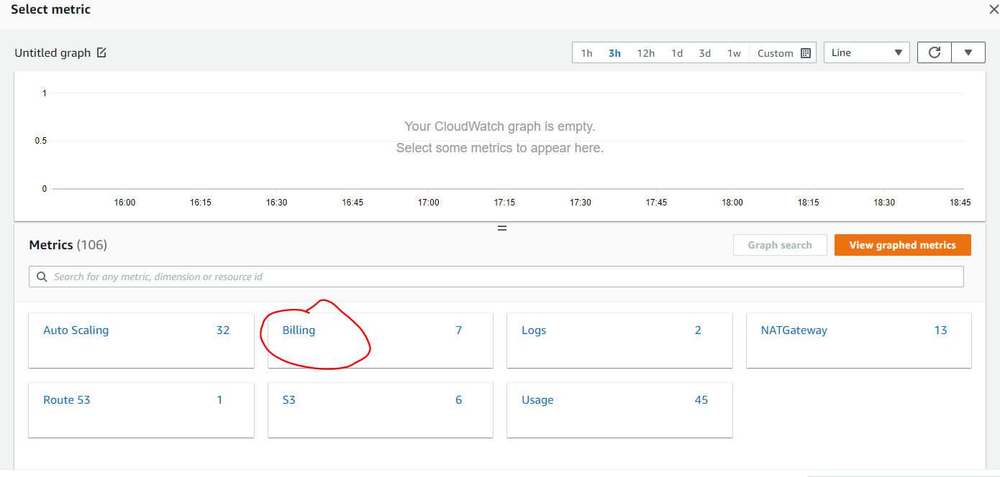 Select metric
Untitled graph
1h 3h 12h 1d 3d 1w Custom Line
1
Your CloudWatch graph is empty.
0.5
Select some metrics to appear here.
0
16:00 16:15 16:30 16:45 17:00 17:15 17:30 17:45 18:00 18:15 18:30 18:45
Metrics (106) Graph search View graphed metrics
Search for any metric, dimension or resource id
Auto Scaling 32 Billing 7 Logs 2 NATGateway 13
Route 53 1 S3 6 Usage 45